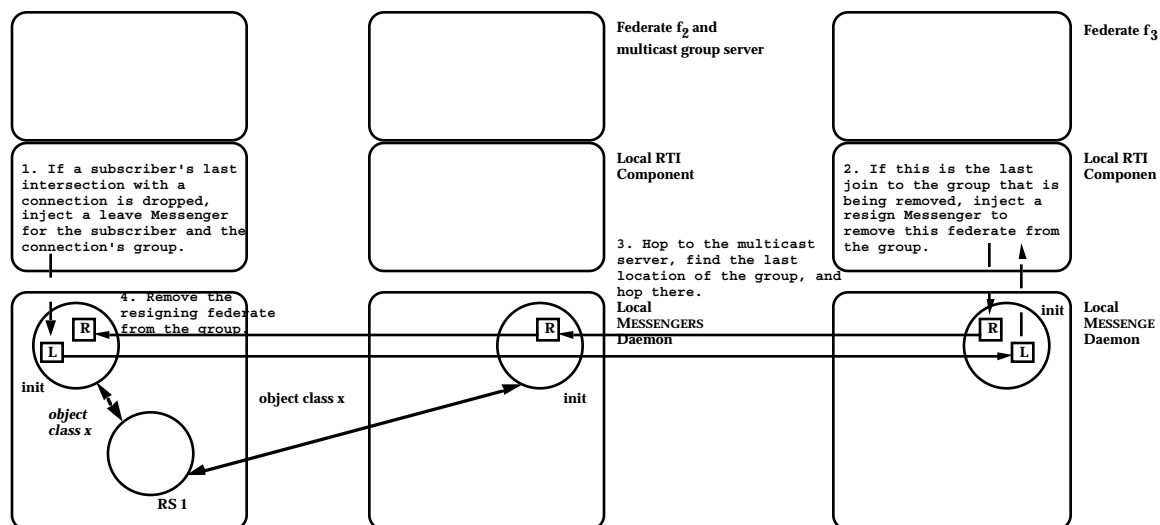 Federate f2 and
multicast group server
Federate f3
1. If a subscriber's last
intersection with a
connection is dropped,
inject a leave Messenger
for the subscriber and the
connection's group.
Local RTI
Component
2. If this is the last
join to the group that is
being removed, inject a
resign Messenger to
remove this federate from
the group.
Local RTI
Componen
3. Hop to the multicast
server, find the last
location of the group, and
hop there.
4. Remove the
resigning federate
from the group.
R
L
init
object
class x
RS 1
object class x
R
init
Local
MESSENGERS
Daemon
R
L
init
Local
MESSENGE
Daemon